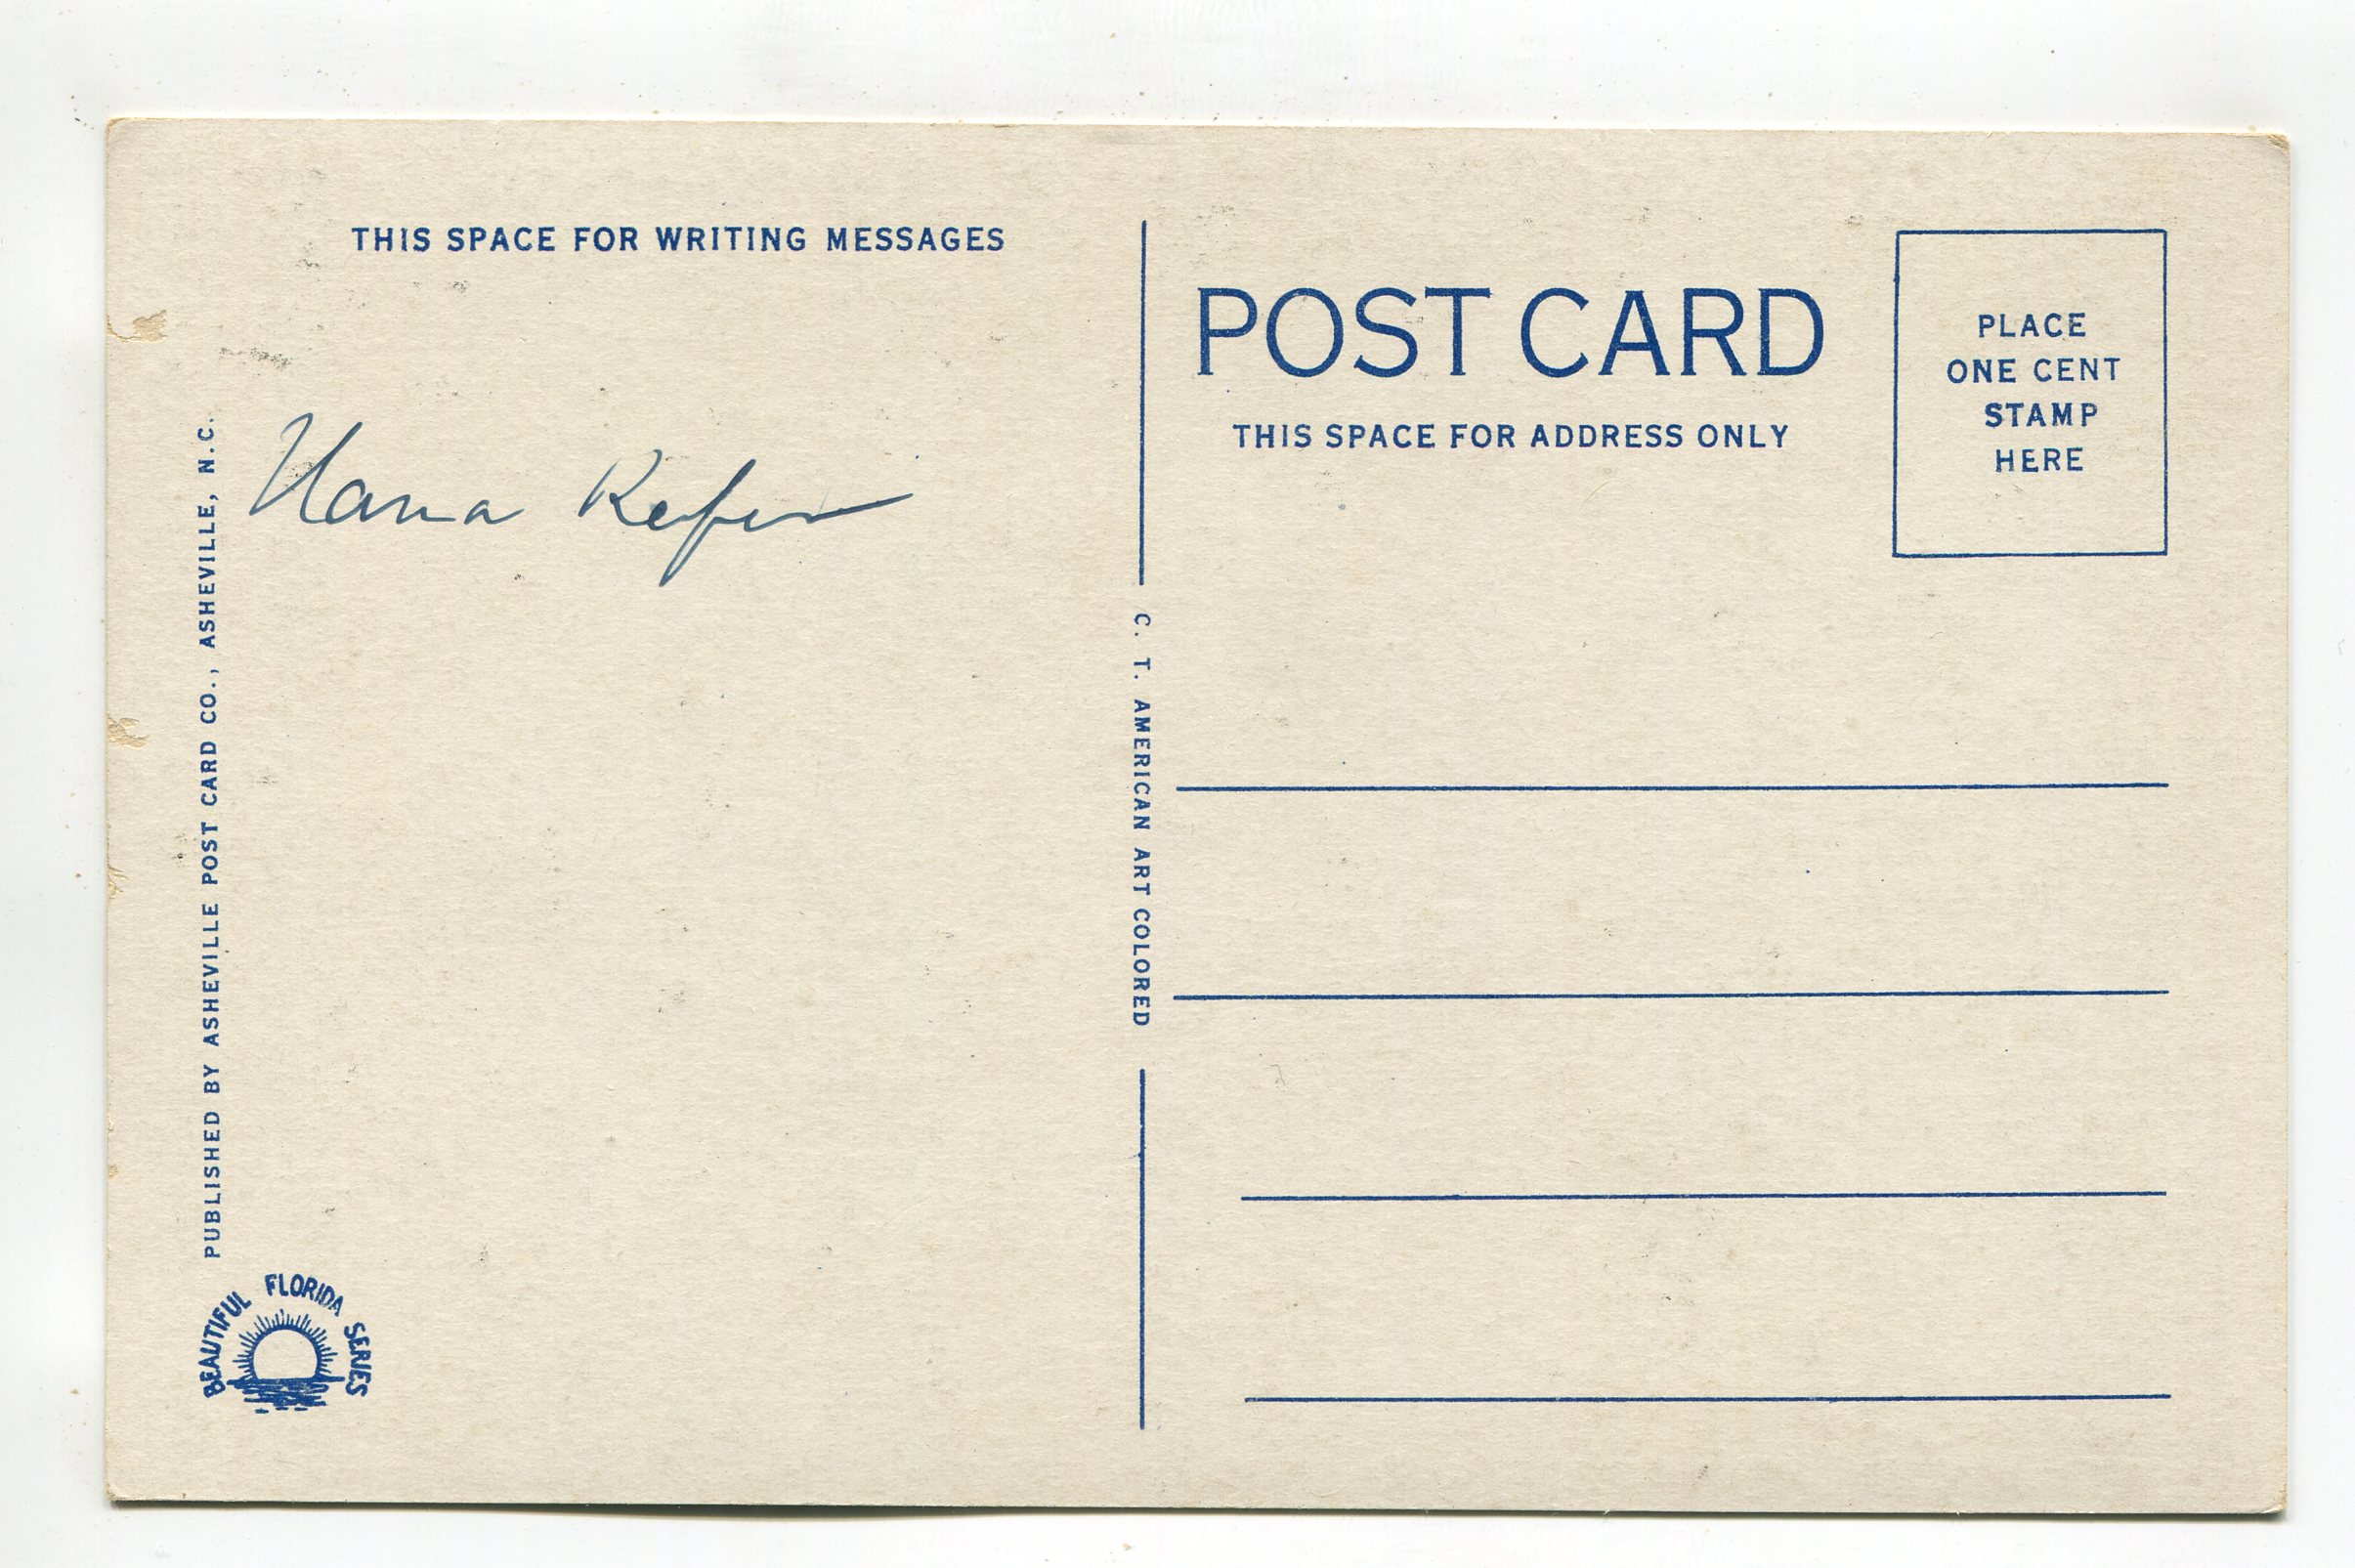 THIS SPACE FOR WRITING MESSAGES
POST CARD
THIS SPACE FOR ADDRESS ONLY
PLACE
ONE CENT
STAMP
HERE
PUBLISHED BY ASHEVILLE POST CARD CO., ASHEVILLE, N.C.
C. T. AMERICAN ART COLORED
BEAUTIFUL FLORIDA SERIES